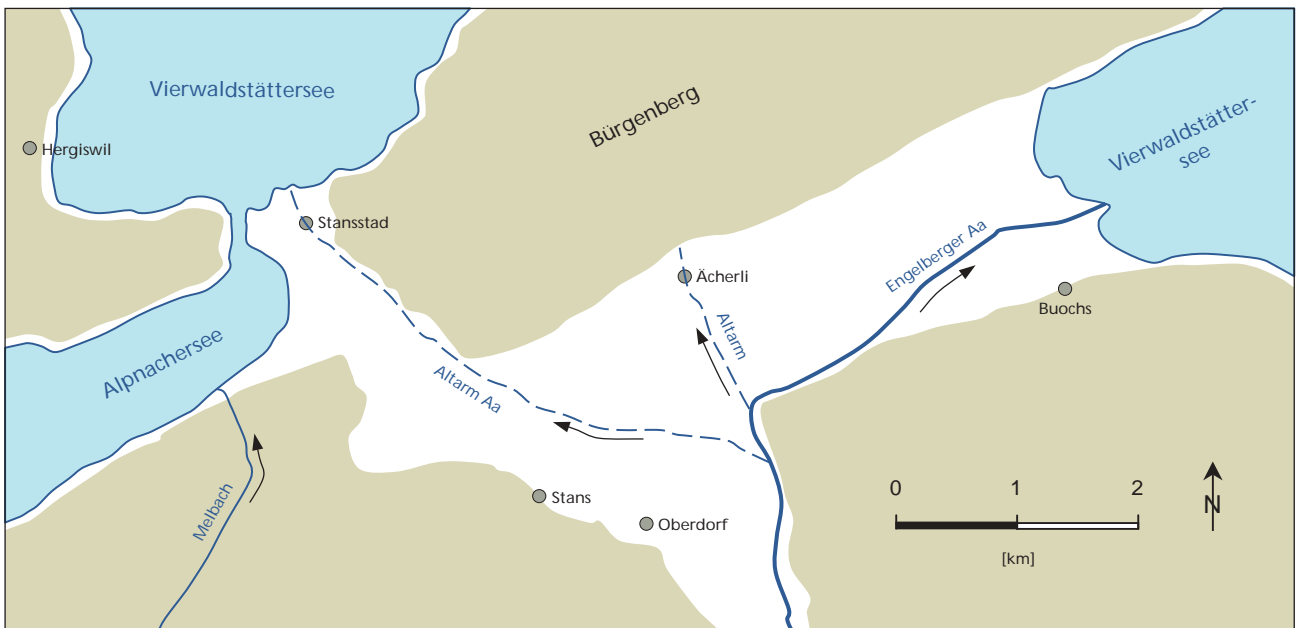 Vierwaldstättersee
Bürgenberg
Vierwaldstätter-
see
Hergiswil
Stansstad
Ächerli
Engelberger Aa
Buochs
Altarm
Alpnachersee
Altarm Aa
Melbach
Stans
Oberdorf
0 1 2
[km]
N